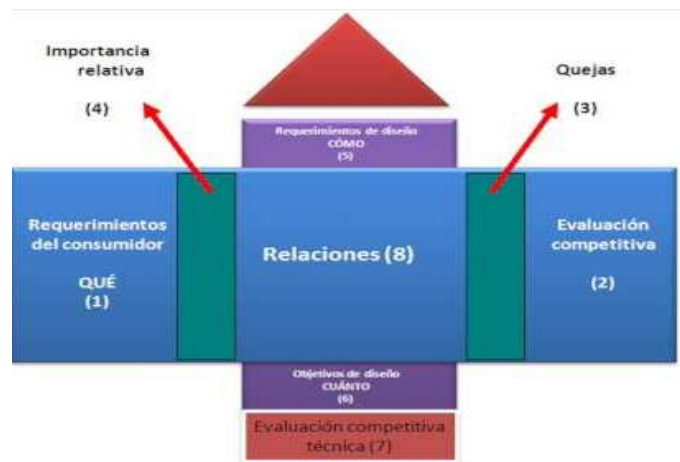 Importancia
relativa
(4)
Quejas
(3)
Requerimientos de diseño
CÓMO
(5)
Requerimientos
del consumidor
QUÉ
(1)
Relaciones (8)
Evaluación
competitiva
(2)
Objetivos de diseño
CUÁNTO
(6)
Evaluación competitiva
técnica (7)